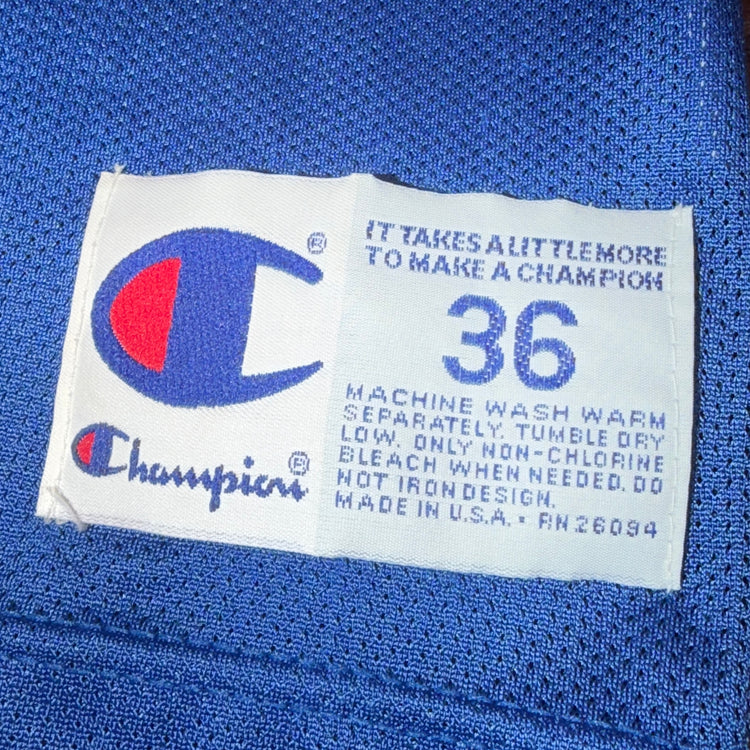 ®
Champion®
IT TAKES A LITTLE MORE
TO MAKE A CHAMPION
36
MACHINE WASH WARM
SEPARATELY. TUMBLE DRY
LOW. ONLY NON-CHLORINE
BLEACH WHEN NEEDED. DO
NOT IRON DESIGN.
MADE IN U.S.A. • RN 26094